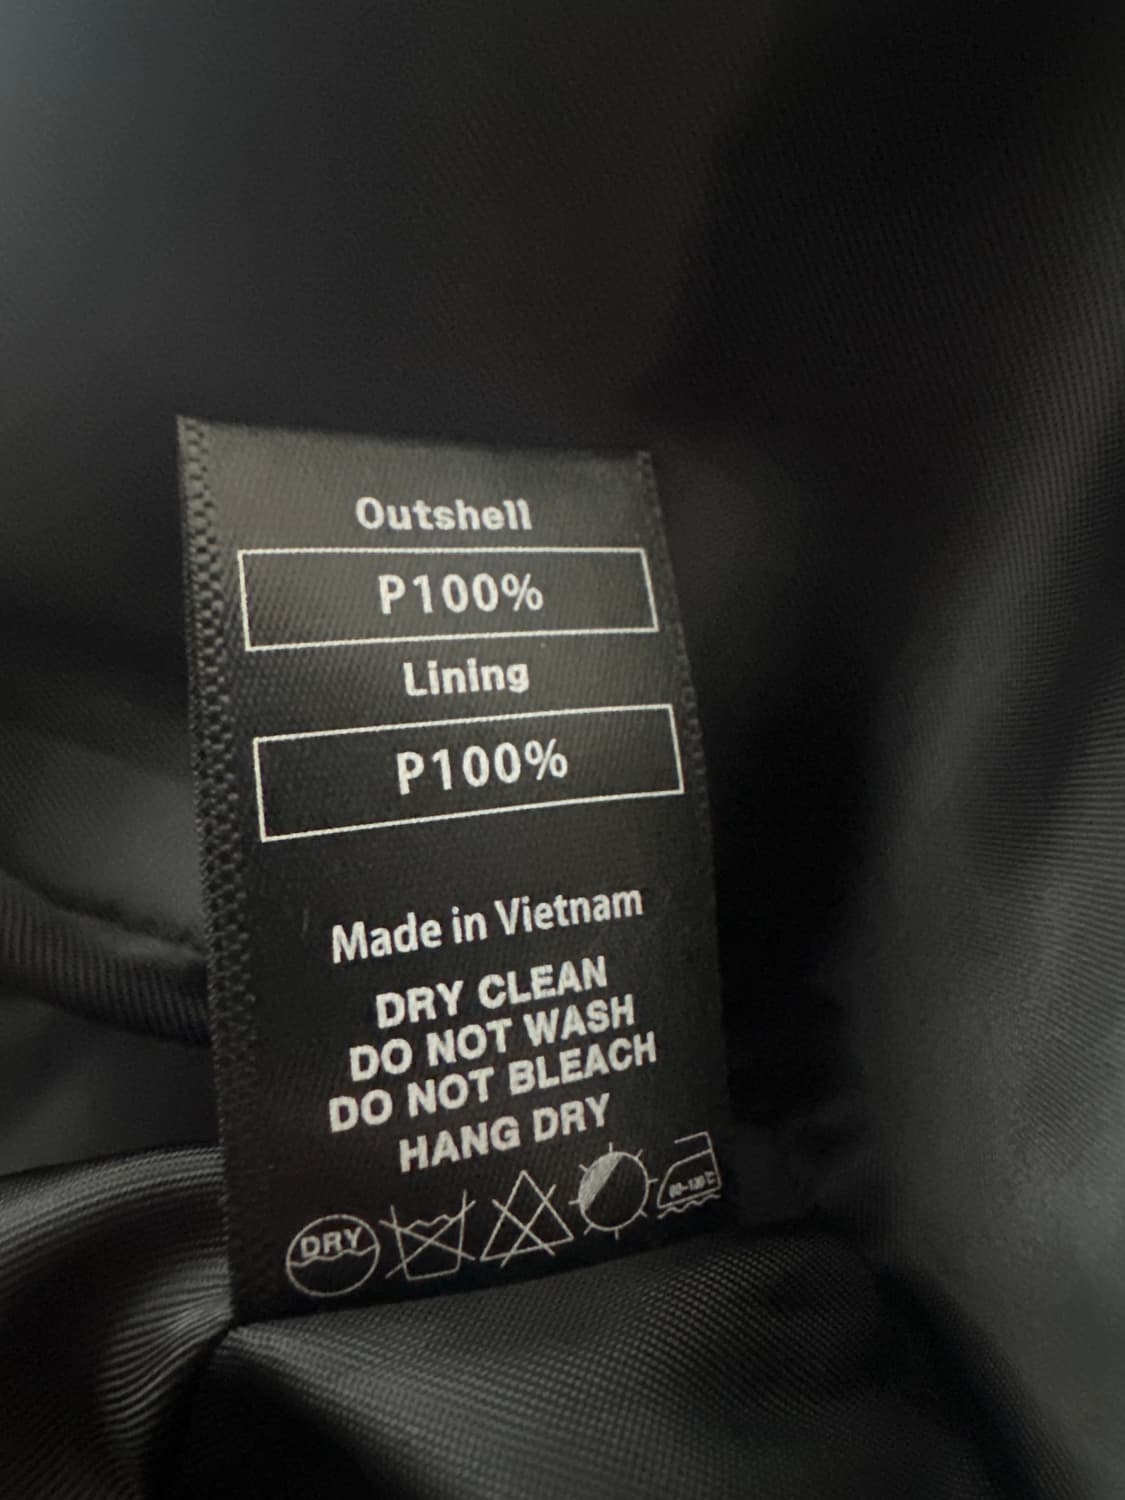 Outshell
P100%
Lining
P100%
Made in Vietnam
DRY CLEAN
DO NOT WASH
DO NOT BLEACH
HANG DRY
DRY